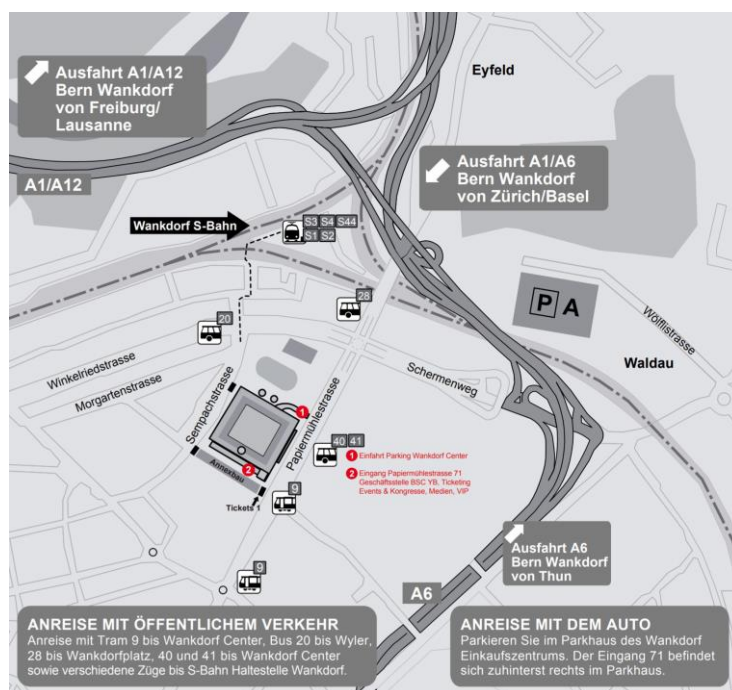 Ausfahrt A1/A12
Bern Wankdorf
von Freiburg/
Lausanne
Eyfeld
Ausfahrt A1/A6
Bern Wankdorf
von Zürich/Basel
A1/A12
Wankdorf S-Bahn
S3 S4 S44
S1 S2
28
20
P A
Wölflistrasse
Waldau
Winkelriedstrasse
Morgartenstrasse
Sempachstrasse
Schermenweg
Papiermühlestrasse
1
40 41
1 Einfahrt Parking Wankdorf Center
2 Eingang Papiermühlestrasse 71
Geschäftsstelle BSC YB, Ticketing
Events & Kongresse, Medien, VIP
2
Annexbau
Tickets 1
9
9
Ausfahrt A6
Bern Wankdorf
von Thun
A6
ANREISE MIT ÖFFENTLICHEM VERKEHR
Anreise mit Tram 9 bis Wankdorf Center, Bus 20 bis Wyler,
28 bis Wankdorfplatz, 40 und 41 bis Wankdorf Center
sowie verschiedene Züge bis S-Bahn Haltestelle Wankdorf.
ANREISE MIT DEM AUTO
Parkieren Sie im Parkhaus des Wankdorf
Einkaufszentrums. Der Eingang 71 befindet
sich zuhinterst rechts im Parkhaus.